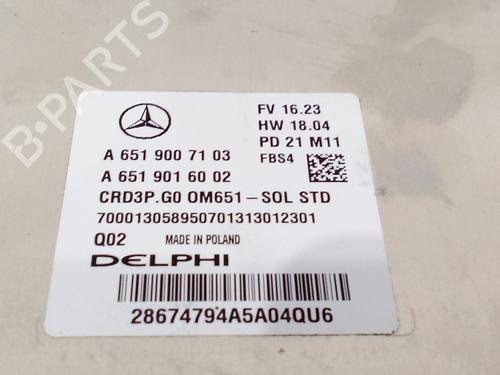 B-PARTS
FV 16.23
HW 18.04
PD 21 M11
FBS4
A 651 900 71 03
A 651 901 60 02
CRD3P.G0 OM651-SOL STD
700013058950701313012301
Q02 MADE IN POLAND
DELPHI
28674794A5A04QU6